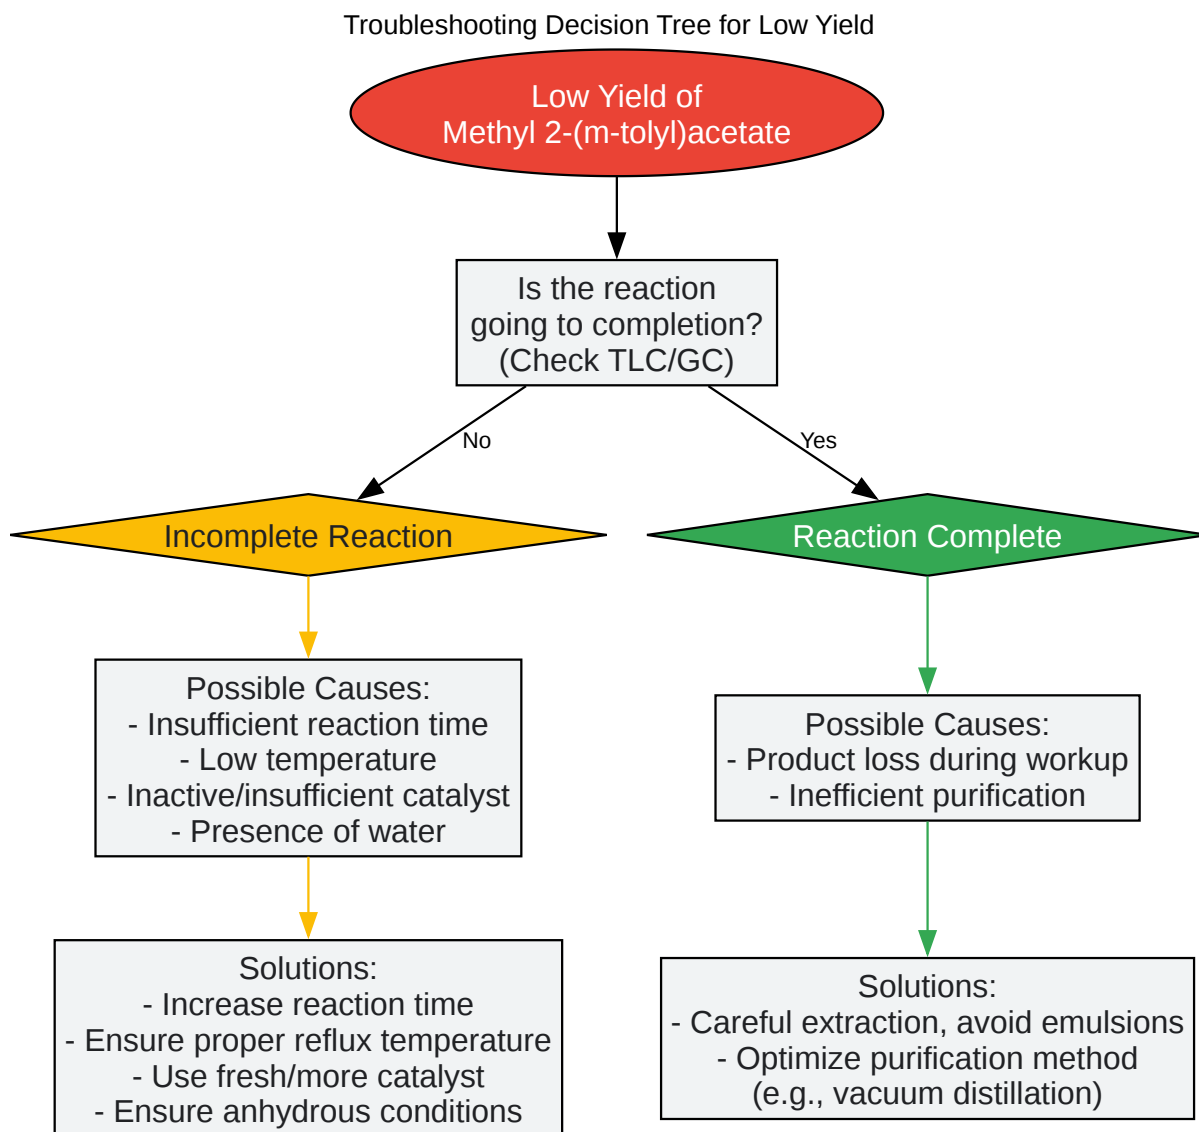 Troubleshooting Decision Tree for Low Yield
Low Yield of
Methyl 2-(m-tolyl)acetate
Is the reaction
going to completion?
(Check TLC/GC)
No
Yes
Incomplete Reaction
Reaction Complete
Possible Causes:
- Insufficient reaction time
- Low temperature
- Inactive/insufficient catalyst
- Presence of water
Possible Causes:
- Product loss during workup
- Inefficient purification
Solutions:
- Increase reaction time
- Ensure proper reflux temperature
- Use fresh/more catalyst
- Ensure anhydrous conditions
Solutions:
- Careful extraction, avoid emulsions
- Optimize purification method
(e.g., vacuum distillation)